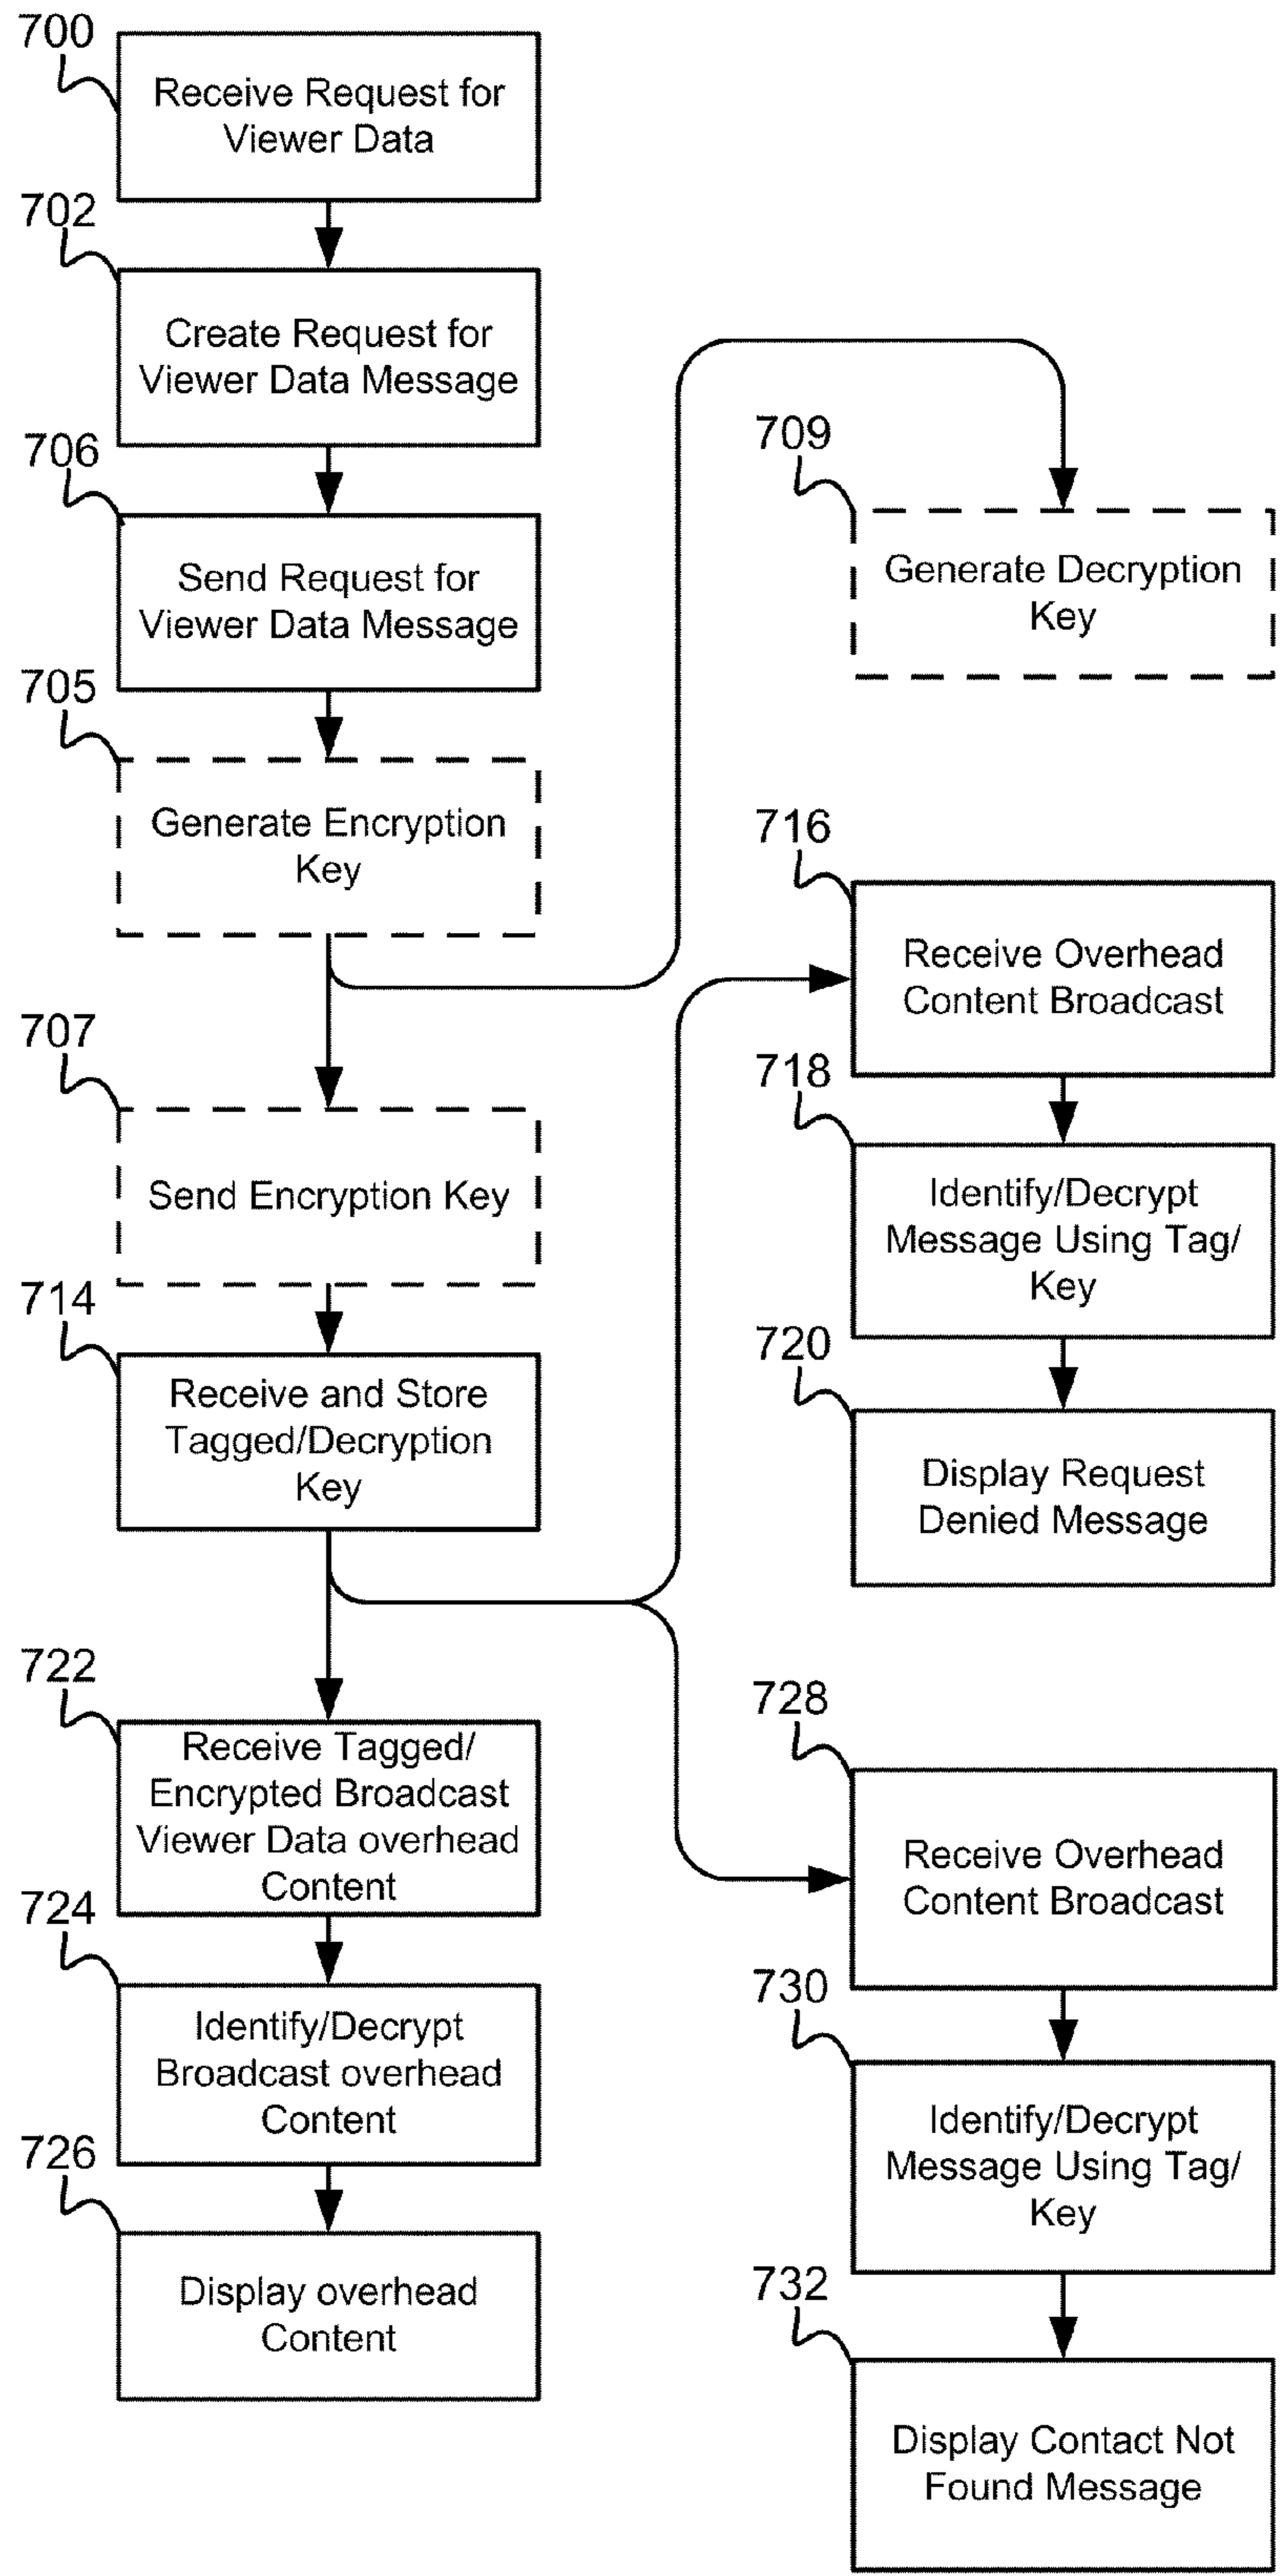 700
Receive Request for
Viewer Data
702
Create Request for
Viewer Data Message
706
Send Request for
Viewer Data Message
705
Generate Encryption
Key
707
Send Encryption Key
714
Receive and Store
Tagged/Decryption
Key
722
Receive Tagged/
Encrypted Broadcast
Viewer Data overhead
Content
724
Identify/Decrypt
Broadcast overhead
Content
726
Display overhead
Content
709
Generate Decryption
Key
716
Receive Overhead
Content Broadcast
718
Identify/Decrypt
Message Using Tag/
Key
720
Display Request
Denied Message
728
Receive Overhead
Content Broadcast
730
Identify/Decrypt
Message Using Tag/
Key
732
Display Contact Not
Found Message